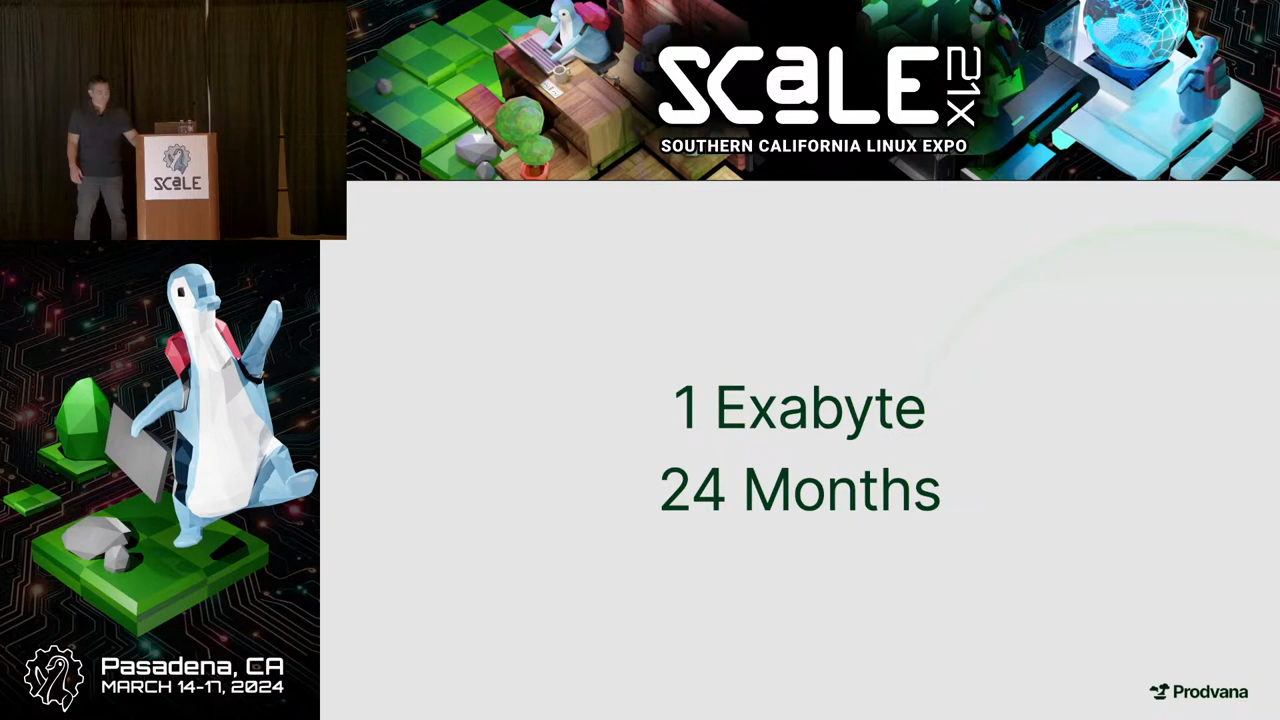 SCaLE
SCaLE 21x
SOUTHERN CALIFORNIA LINUX EXPO
1 Exabyte
24 Months
Pasadena, CA
MARCH 14-17, 2024
Prodvana